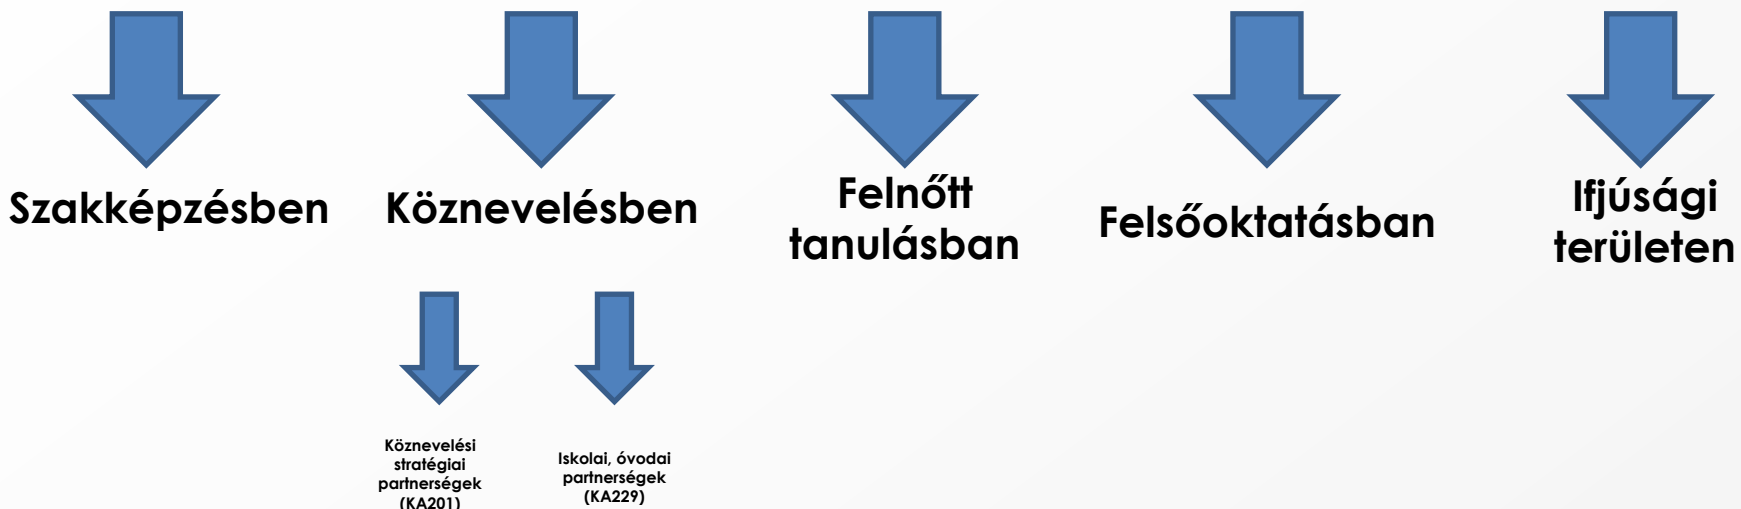 Szakképzésben
Köznevelésben
Felnőtt
tanulásban
Felsőoktatásban
Ifjúsági
területen
Köznevelési
stratégiai
partnerségek
(KA201)
Iskolai, óvodai
partnerségek
(KA229)